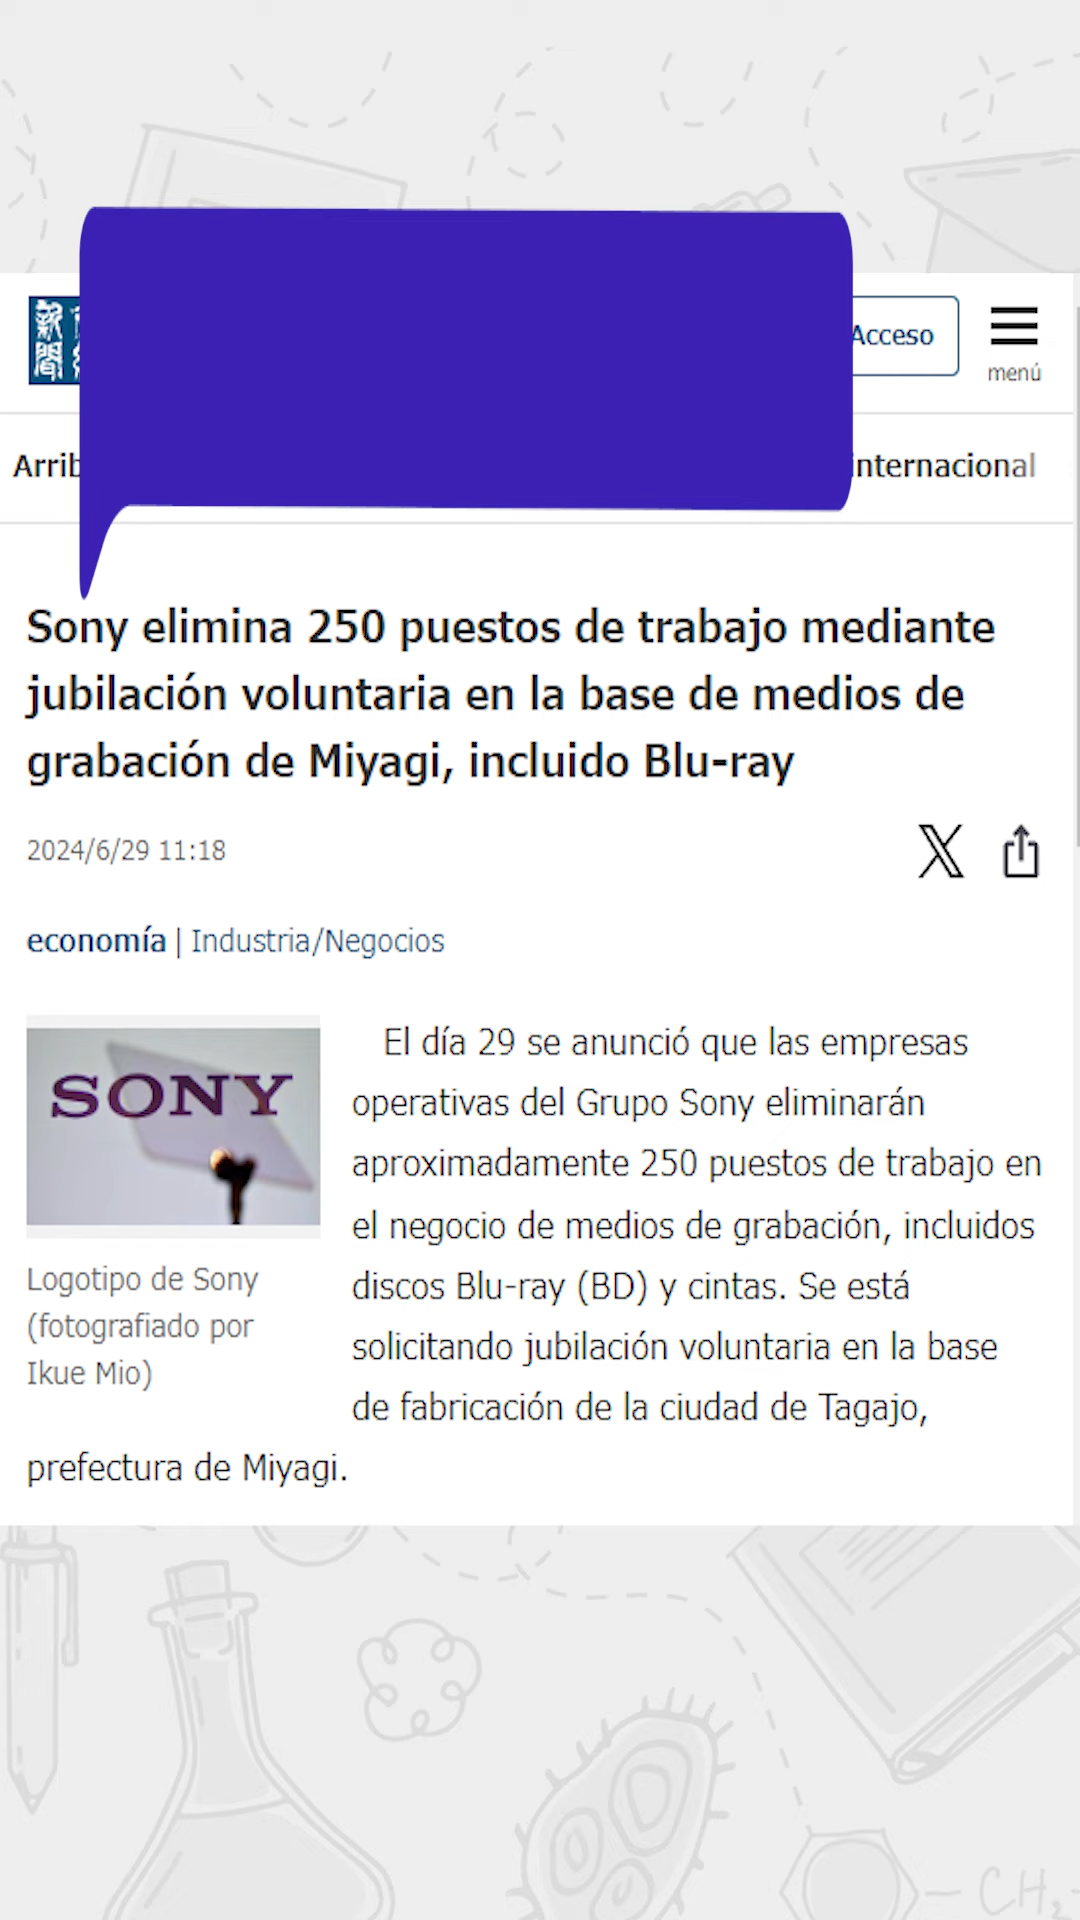 新
聞
Acceso
menú
Arrib
internacional
Sony elimina 250 puestos de trabajo mediante
jubilación voluntaria en la base de medios de
grabación de Miyagi, incluido Blu-ray
2024/6/29 11:18
economía | Industria/Negocios
SONY
El día 29 se anunció que las empresas
operativas del Grupo Sony eliminarán
aproximadamente 250 puestos de trabajo en
el negocio de medios de grabación, incluidos
discos Blu-ray (BD) y cintas. Se está
solicitando jubilación voluntaria en la base
de fabricación de la ciudad de Tagajo,
prefectura de Miyagi.
Logotipo de Sony
(fotografiado por
Ikue Mio)
CH₂